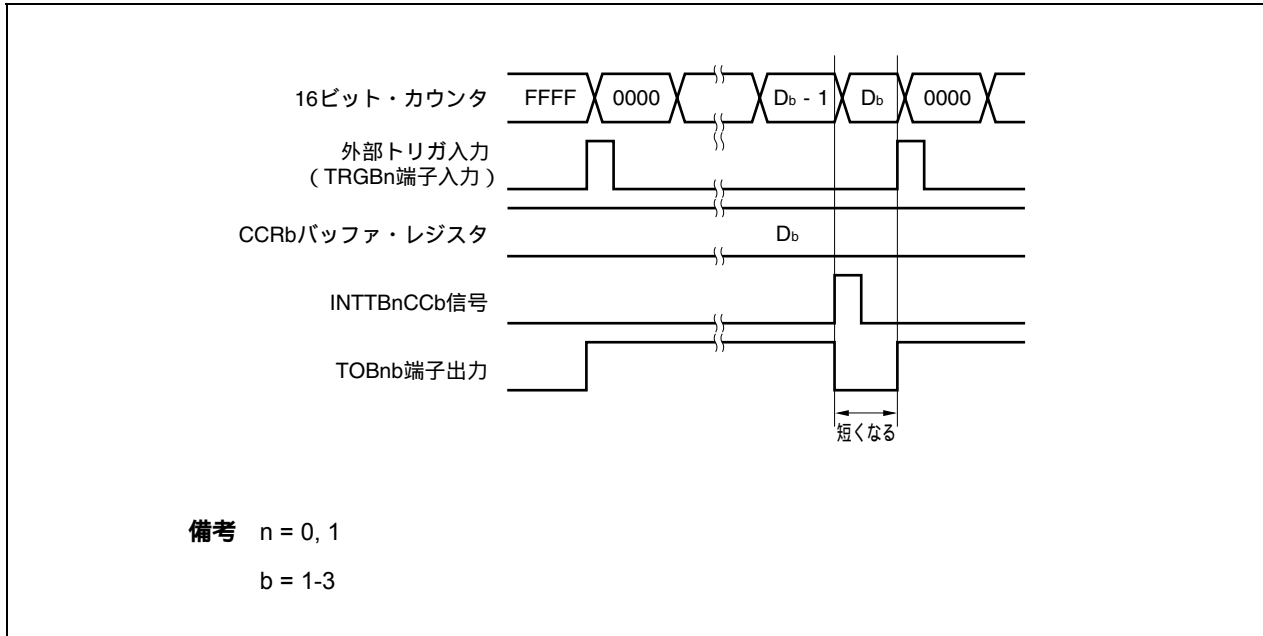 16ビット・カウンタ FFFF 0000 Db - 1 Db 0000
外部トリガ入力
(TRGBn端子入力)
CCRbバッファ・レジスタ Db
INTTBnCCb信号
TOBnb端子出力
短くなる
備考 n = 0, 1
b = 1-3